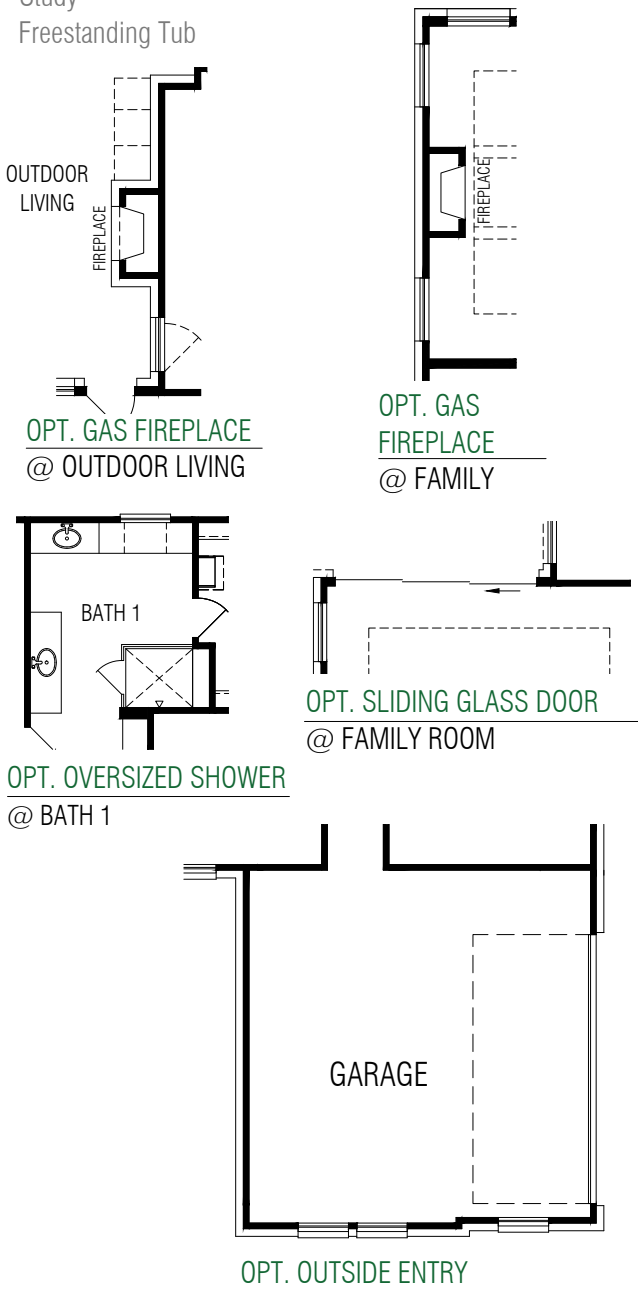 Study
Freestanding Tub
OUTDOOR
LIVING
FIREPLACE
OPT. GAS FIREPLACE
@ OUTDOOR LIVING
FIREPLACE
OPT. GAS
FIREPLACE
@ FAMILY
BATH 1
OPT. OVERSIZED SHOWER
@ BATH 1
OPT. SLIDING GLASS DOOR
@ FAMILY ROOM
GARAGE
OPT. OUTSIDE ENTRY